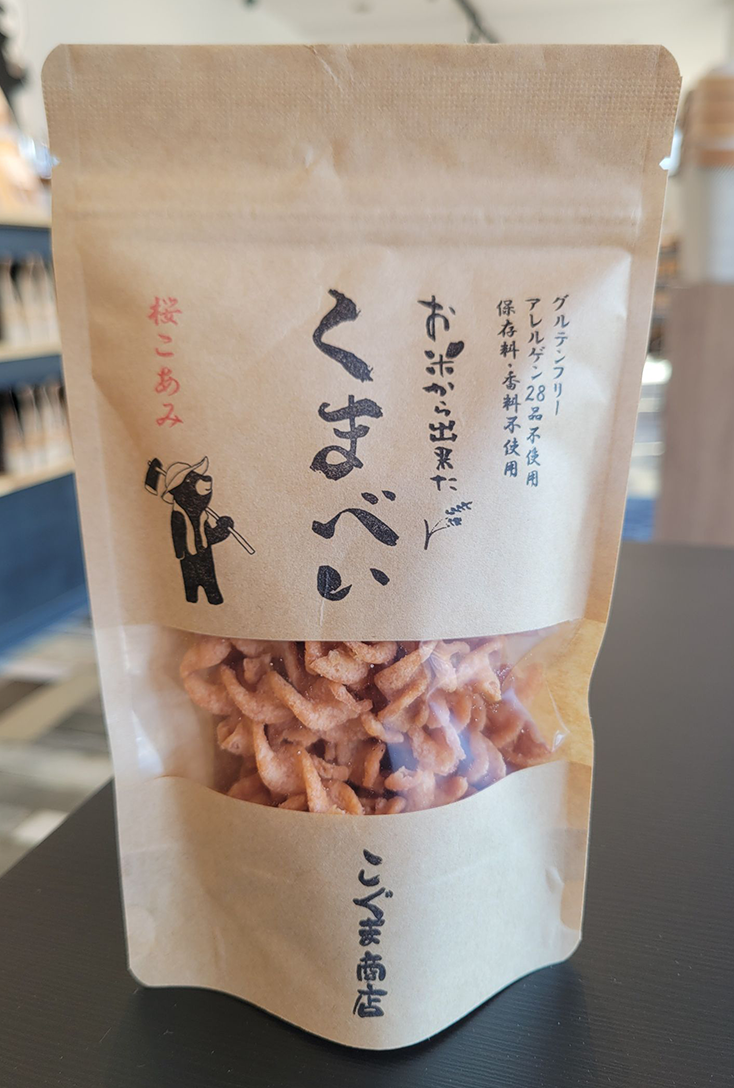 グルテンフリー
アレルゲン28品不使用
保存料・香料不使用
お米から出来た
くまべい
桜こあみ
こぐま商店